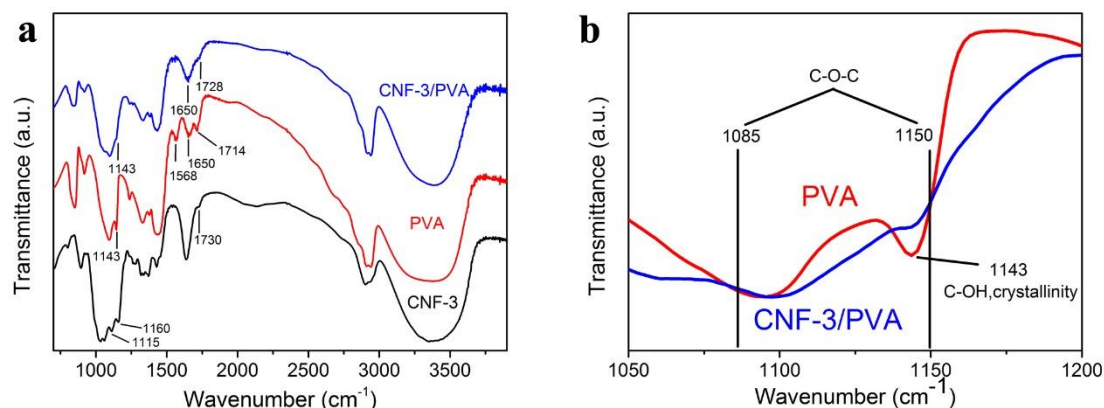 a
Transmittance (a.u.)
1728
1650
CNF-3/PVA
1143
1714
1650
1568
PVA
1143
1730
CNF-3
1160
1115
1000 1500 2000 2500 3000 3500
Wavenumber (cm-1)
b
Transmittance (a.u.)
C-O-C
1085
1150
PVA
1143
C-OH,crystallinity
CNF-3/PVA
1050 1100 1150 1200
Wavenumber (cm-1)